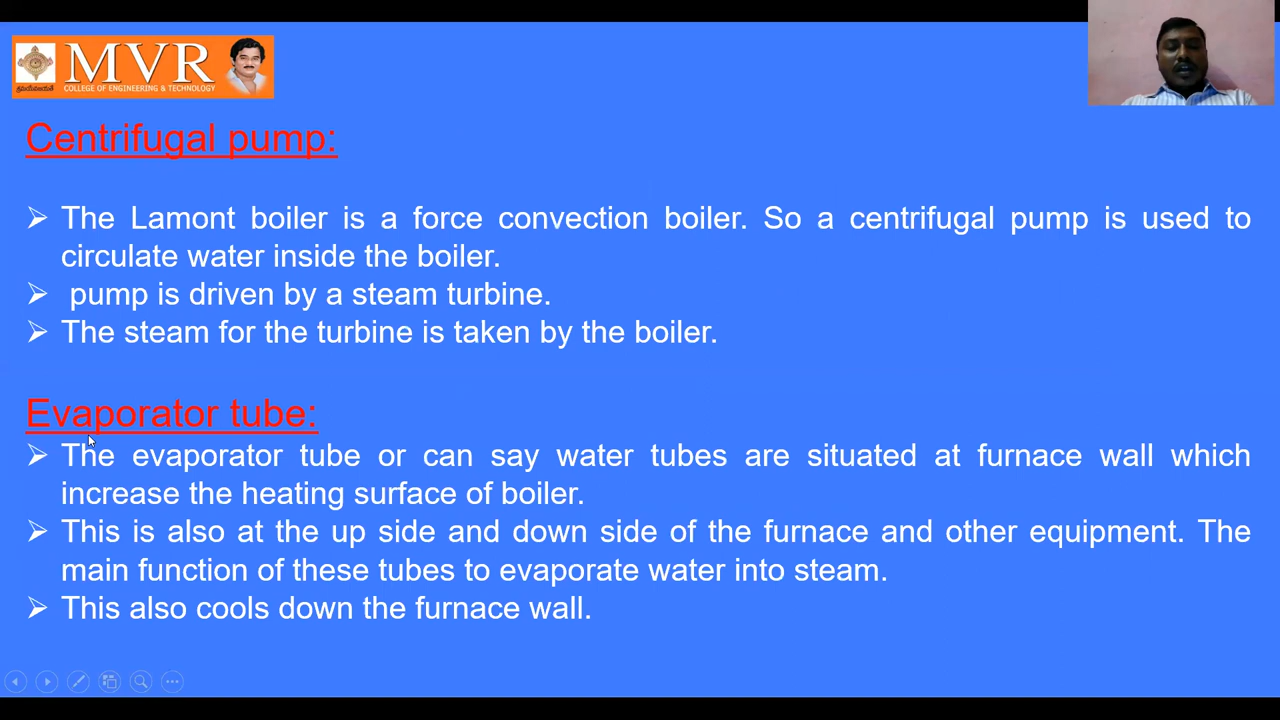 MVR
COLLEGE OF ENGINEERING & TECHNOLOGY
Centrifugal pump:
➢ The Lamont boiler is a force convection boiler. So a centrifugal pump is used to
circulate water inside the boiler.
➢ pump is driven by a steam turbine.
➢ The steam for the turbine is taken by the boiler.
Evaporator tube:
➢ The evaporator tube or can say water tubes are situated at furnace wall which
increase the heating surface of boiler.
➢ This is also at the up side and down side of the furnace and other equipment. The
main function of these tubes to evaporate water into steam.
➢ This also cools down the furnace wall.